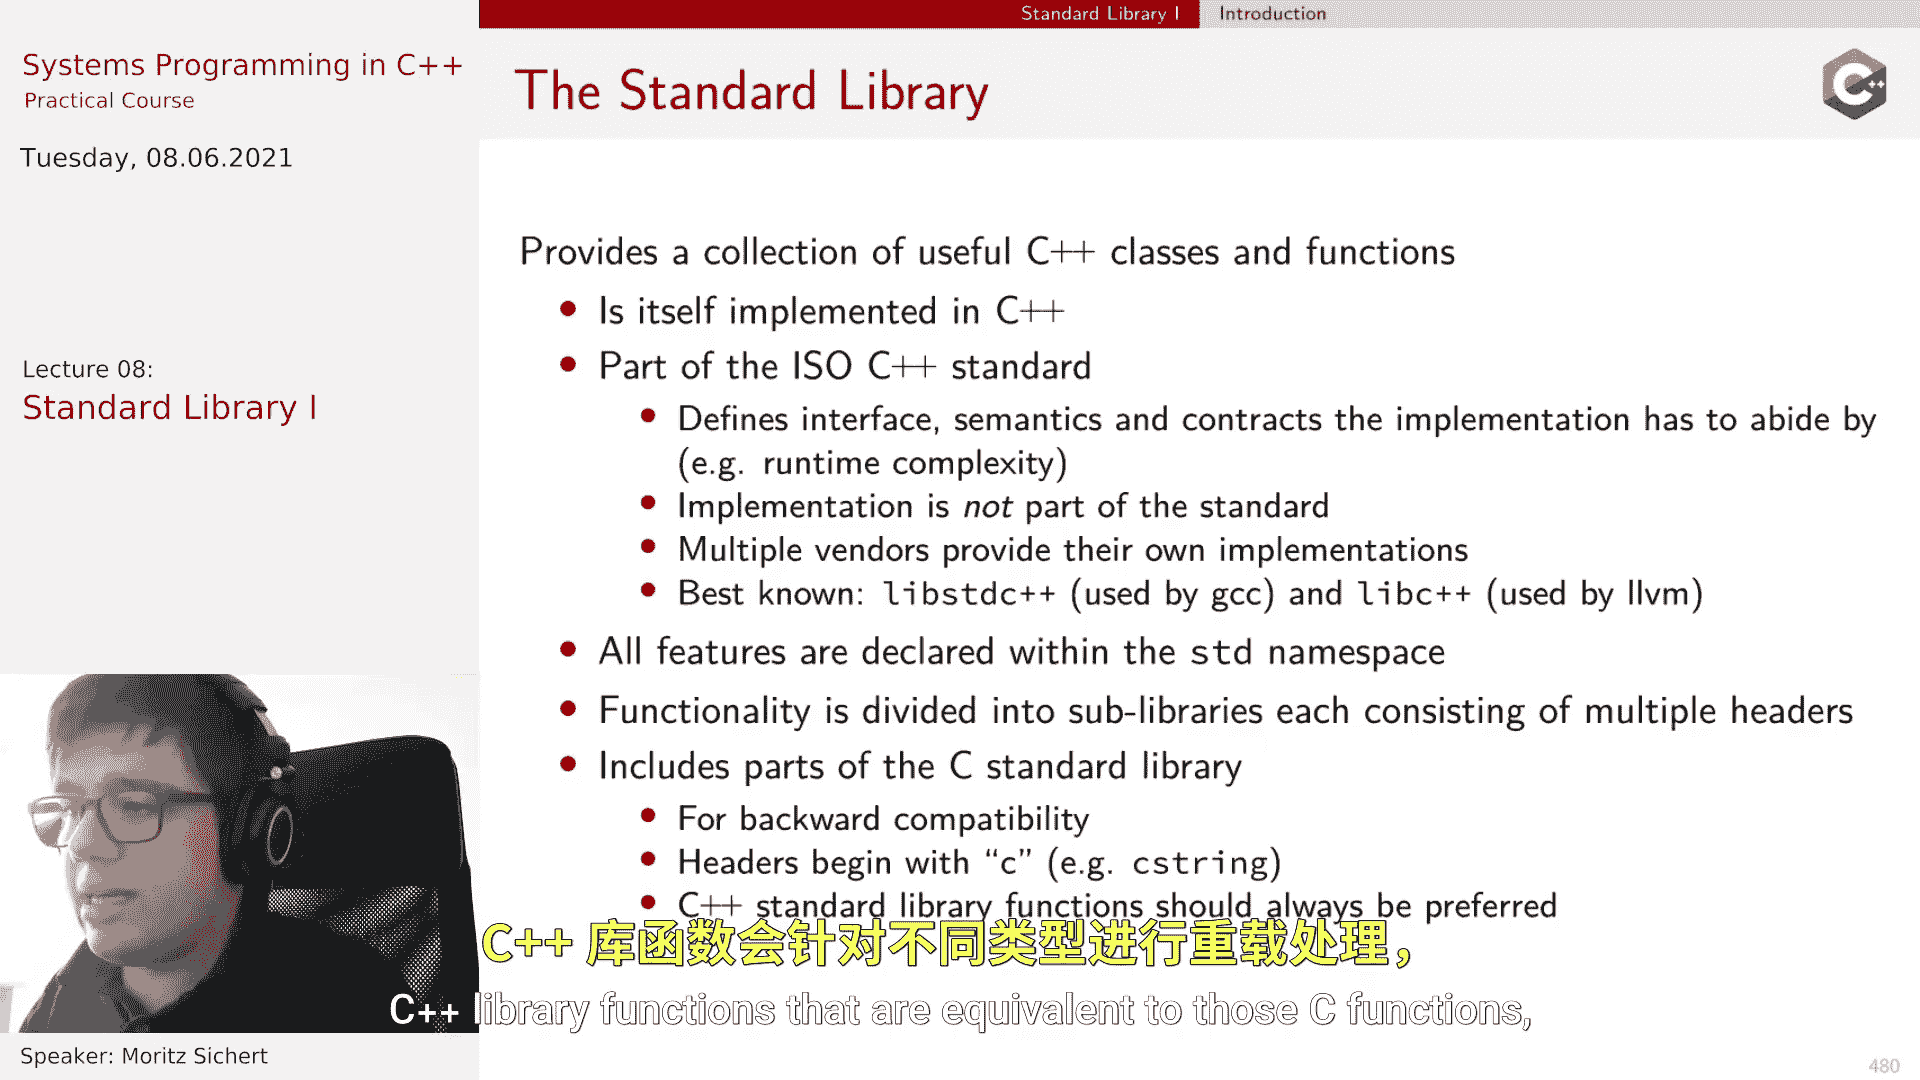 Standard Library I
Introduction
Systems Programming in C++
Practical Course
Tuesday, 08.06.2021
Lecture 08:
Standard Library I
The Standard Library
C++
Provides a collection of useful C++ classes and functions
• Is itself implemented in C++
• Part of the ISO C++ standard
• Defines interface, semantics and contracts the implementation has to abide by
(e.g. runtime complexity)
• Implementation is not part of the standard
• Multiple vendors provide their own implementations
• Best known: libstdc++ (used by gcc) and libc++ (used by llvm)
• All features are declared within the std namespace
• Functionality is divided into sub-libraries each consisting of multiple headers
• Includes parts of the C standard library
• For backward compatibility
• Headers begin with “c” (e.g. cstring)
• C++ standard library functions should always be preferred
C++ 库函数会针对不同类型进行重载处理，
C++ library functions that are equivalent to those C functions,
Speaker: Moritz Sichert
480